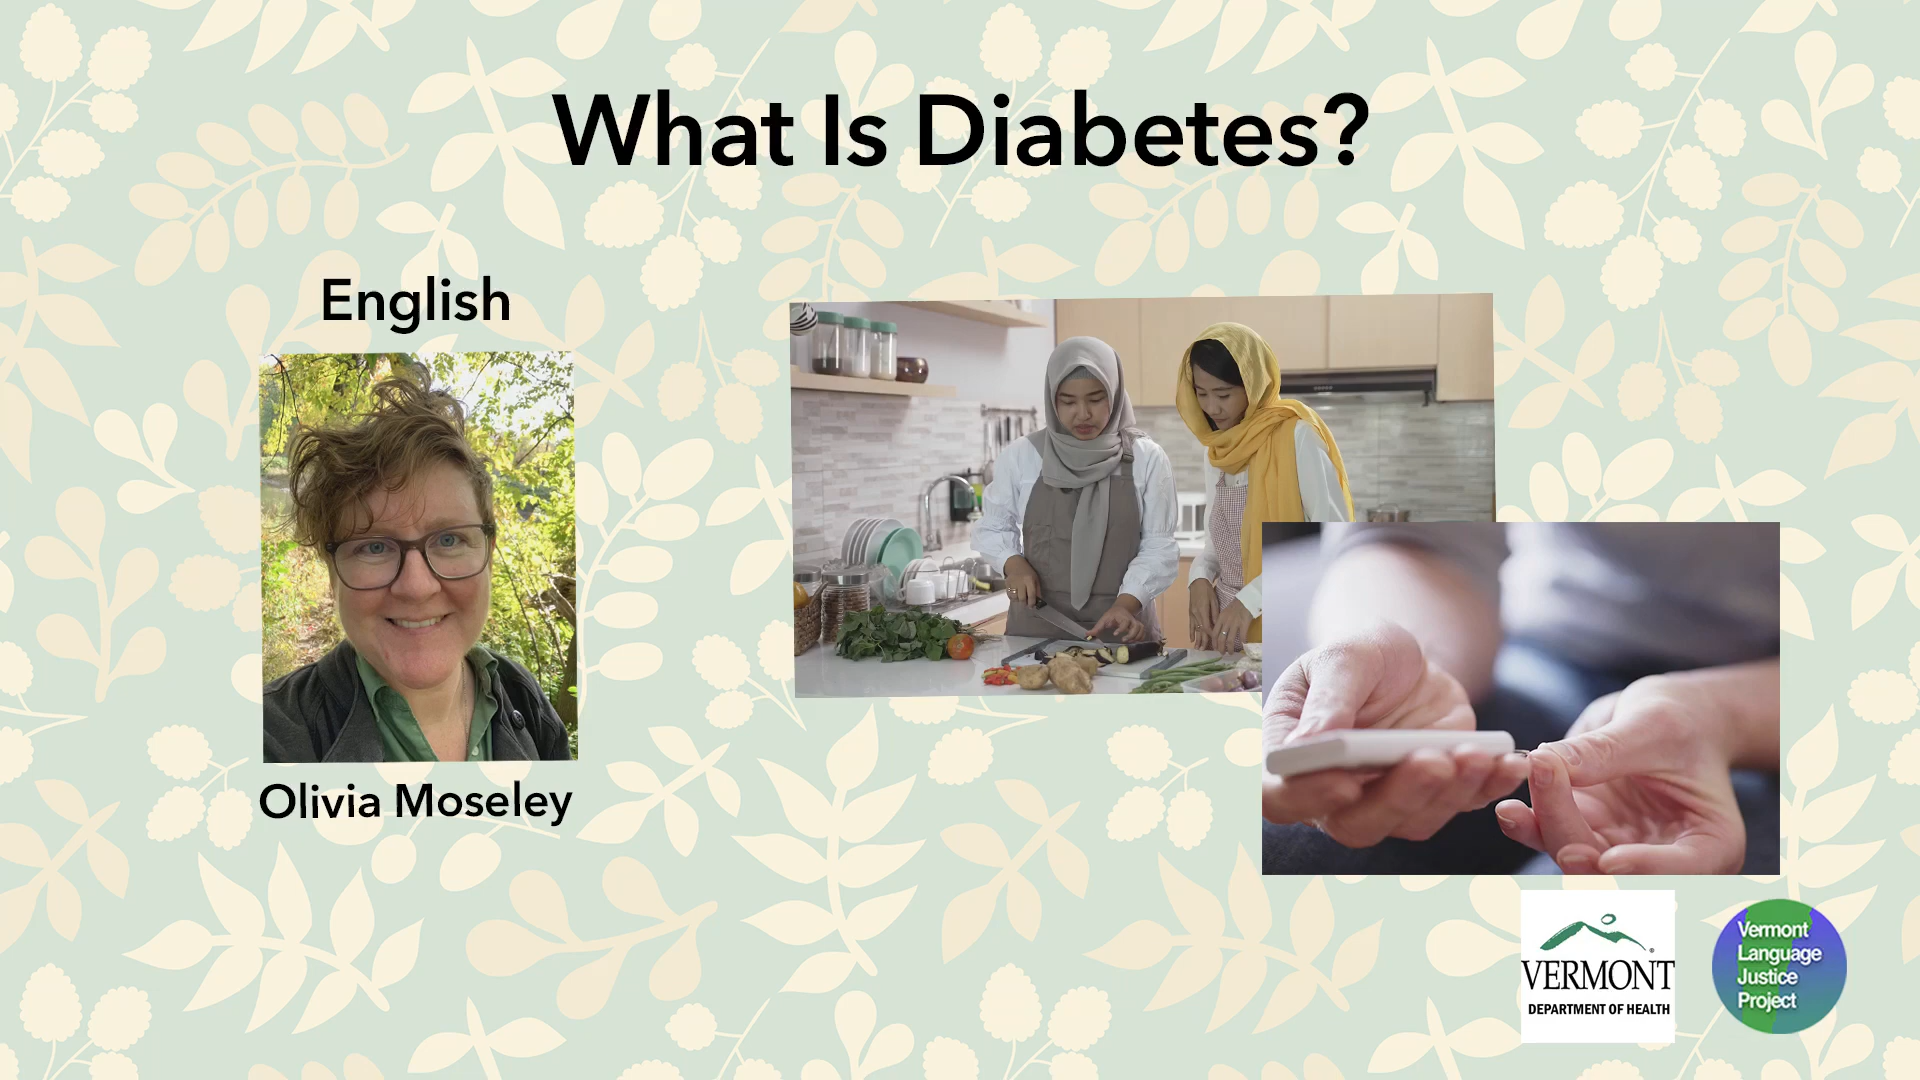 What Is Diabetes?
English
Olivia Moseley
VERMONT
DEPARTMENT OF HEALTH
Vermont
Language
Justice
Project